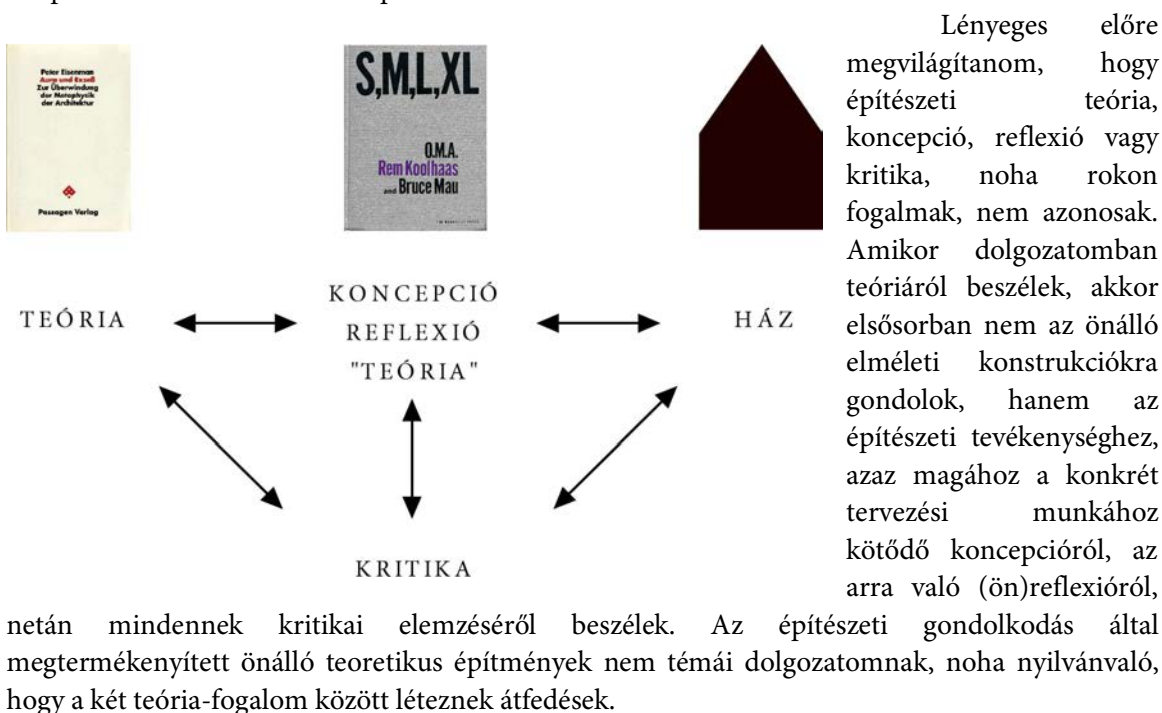 Peter Eisenman
Aura und Exzeß
Zur Überwindung
der Metaphysik
der Architektur
Passagen Verlag
S,M,L,XL
O.M.A.
Rem Koolhaas
and Bruce Mau
TEÓRIA
KONCEPCIÓ
REFLEXIÓ
"TEÓRIA"
HÁZ
KRITIKA
Lényeges előre
megvilágítanom, hogy
építészeti teória,
koncepció, reflexió vagy
kritika, noha rokon
fogalmak, nem azonosak.
Amikor dolgozatomban
teóriáról beszélek, akkor
elsősorban nem az önálló
elméleti konstrukciókra
gondolok, hanem az
építészeti tevékenységhez,
azaz magához a konkrét
tervezési munkához
kötődő koncepcióról, az
arra való (ön)reflexióról,
netán mindennek kritikai elemzéséről beszélek. Az építészeti gondolkodás által
megtermékenyített önálló teoretikus építmények nem témái dolgozatomnak, noha nyilvánvaló,
hogy a két teória-fogalom között léteznek átfedések.